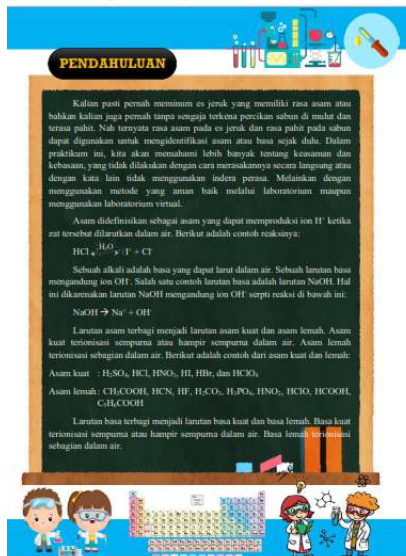 PENDAHULUAN
Kalian pasti pernah meminum es jeruk yang memiliki rasa asam atau
bahkan kalian juga pernah tanpa sengaja terkena percikan sabun di mulut dan
terasa pahit. Nah ternyata rasa asam pada es jeruk dan rasa pahit pada sabun
dapat digunakan untuk mengidentifikasi asam atau basa sejak dulu. Dalam
praktikum ini, kita akan memahami lebih banyak tentang keasaman dan
kebasaan, yang tidak dilakukan dengan cara merasakannya secara langsung atau
dengan kata lain tidak menggunakan indera perasa. Melainkan dengan
menggunakan metode yang aman baik melalui laboratorium maupun
menggunakan laboratorium virtual.
Asam didefinisikan sebagai asam yang dapat memproduksi ion H⁺ ketika
zat tersebut dilarutkan dalam air. Berikut adalah contoh reaksinya:
HCl H₂O + Cl⁻
Sebuah alkali adalah basa yang dapat larut dalam air. Sebuah larutan basa
mengandung ion OH⁻. Salah satu contoh larutan basa adalah larutan NaOH. Hal
ini dikarenakan larutan NaOH mengandung ion OH⁻ seprti reaksi di bawah ini:
NaOH → Na⁺ + OH⁻
Larutan asam terbagi menjadi larutan asam kuat dan asam lemah. Asam
kuat terionisasi sempurna atau hampir sempurna dalam air. Asam lemah
terionisasi sebagian dalam air. Berikut adalah contoh dari asam kuat dan lemah:
Asam kuat : H₂SO₄, HCl, HNO₃, HI, HBr, dan HClO₄
Asam lemah : CH₃COOH, HCN, HF, H₂CO₃, H₃PO₄, HNO₂, HClO, HCOOH,
C₆H₅COOH
Larutan basa terbagi menjadi larutan basa kuat dan basa lemah. Basa kuat
terionisasi sempurna atau hampir sempurna dalam air. Basa lemah terionisasi
sebagian dalam air.